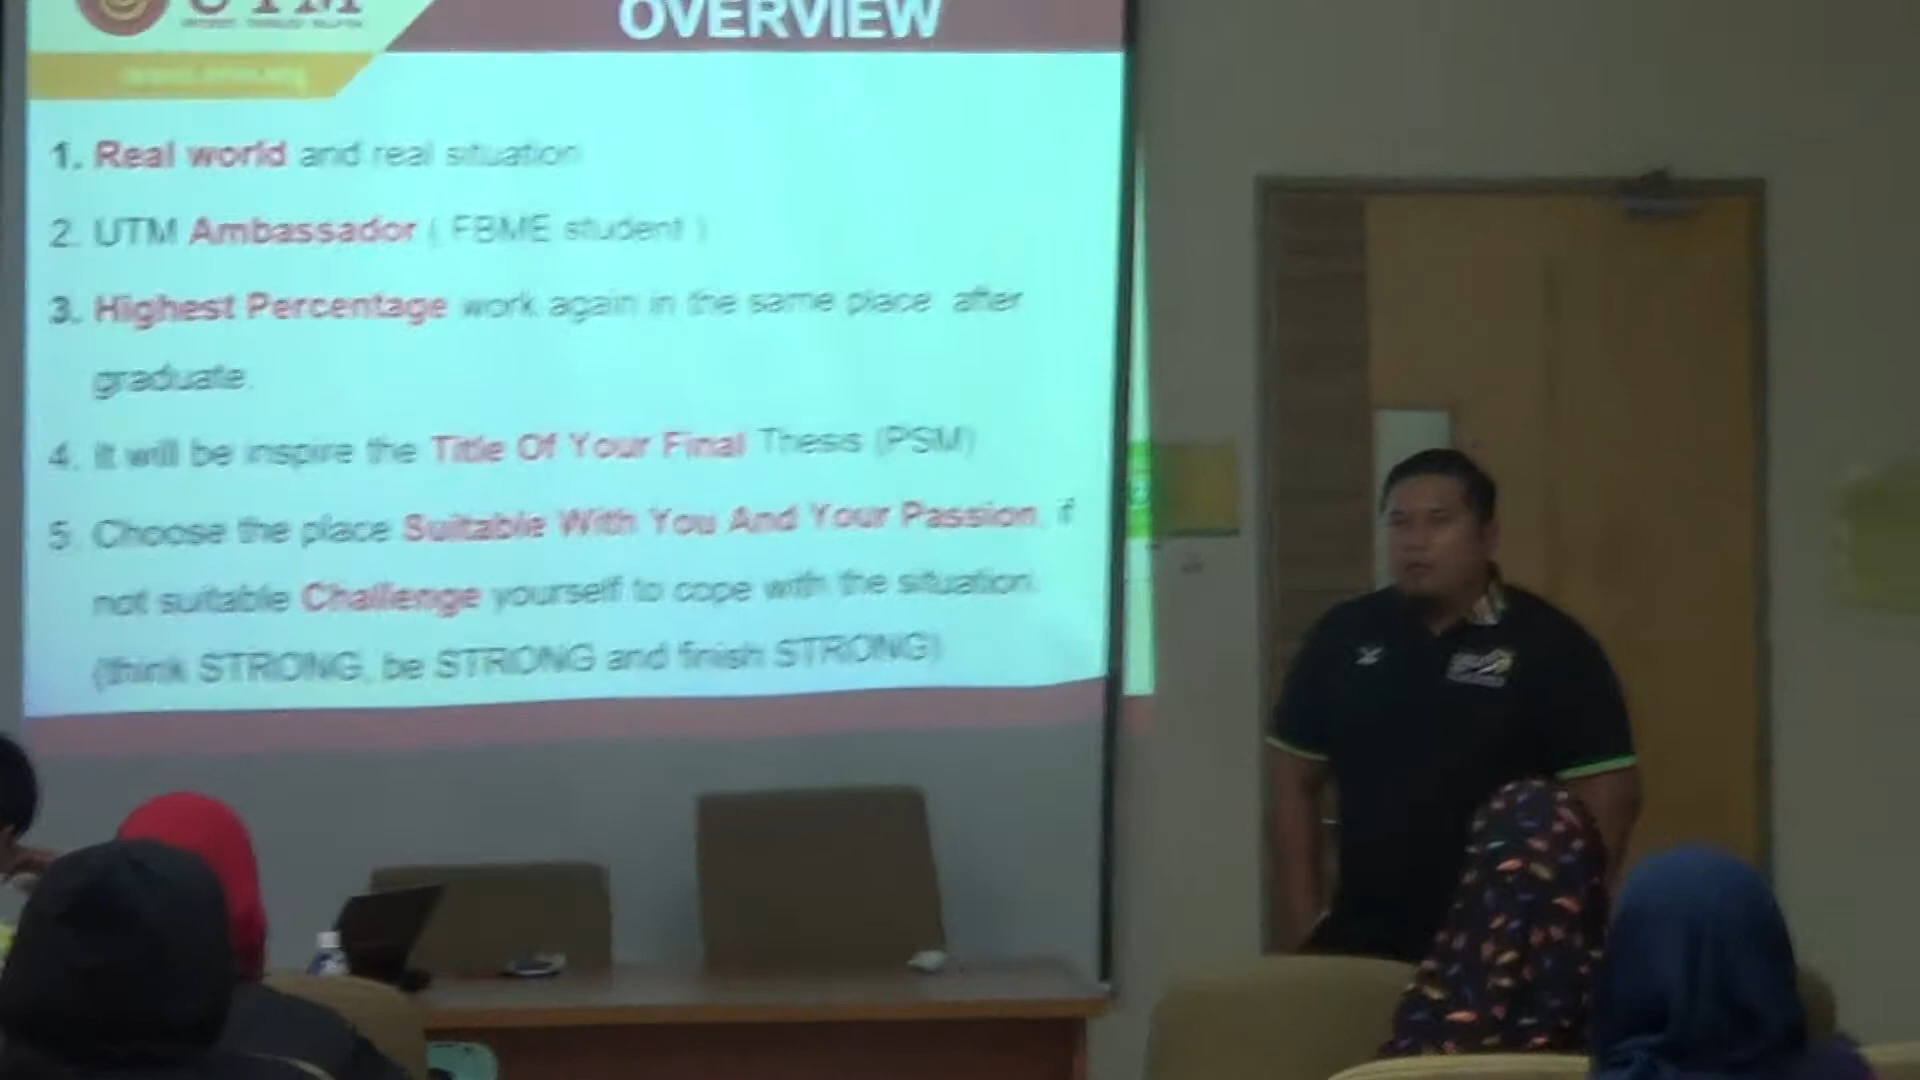 UTM
OVERVIEW
1. Real world and real situation
2. UTM Ambassador ( FBME student )
3. Highest Percentage work again in the same place after
graduate.
4. It will be inspire the Title Of Your Final Thesis (PSM)
5. Choose the place Suitable With You And Your Passion, if
not suitable Challenge yourself to cope with the situation.
(think STRONG, be STRONG and finish STRONG)